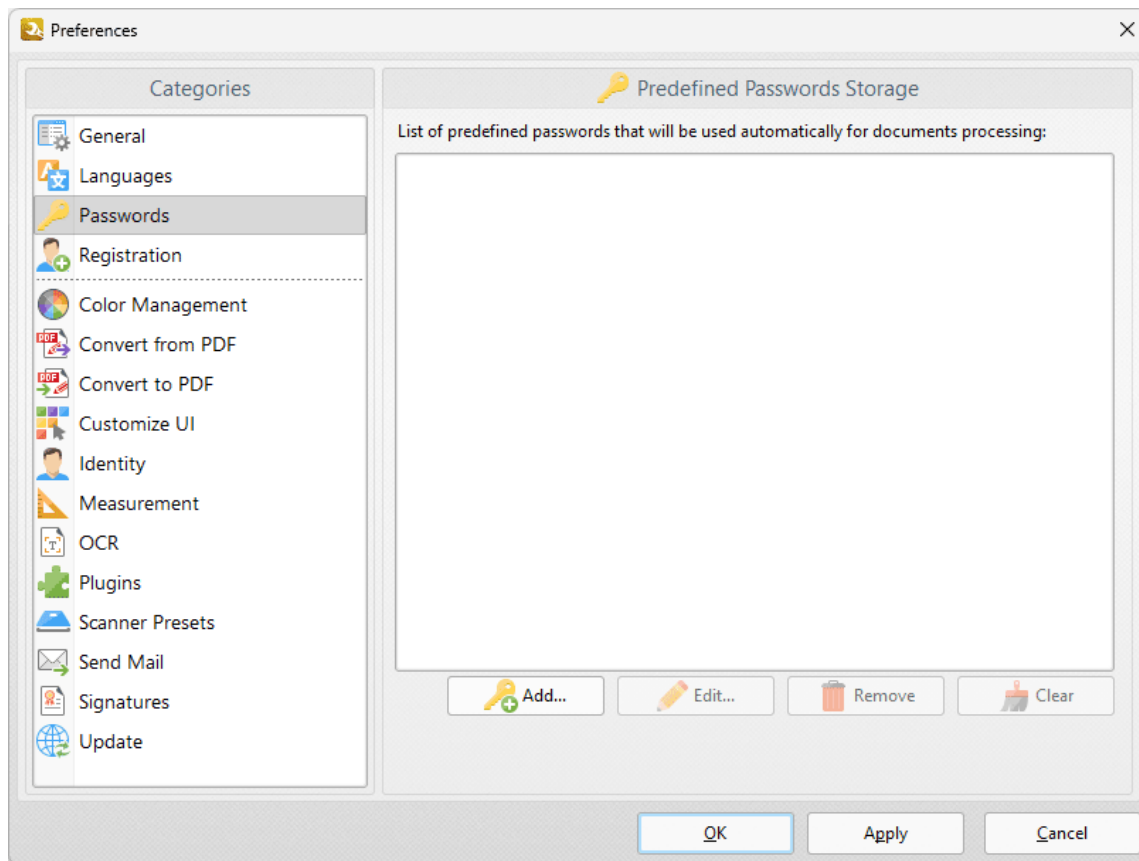 Preferences
Categories
General
Languages
Passwords
Registration
Color Management
PDF
Convert from PDF
PDF
Convert to PDF
Customize UI
Identity
Measurement
T
OCR
Plugins
Scanner Presets
Send Mail
Signatures
Update
Predefined Passwords Storage
List of predefined passwords that will be used automatically for documents processing:
Add...
Edit...
Remove
Clear
OK
Apply
Cancel